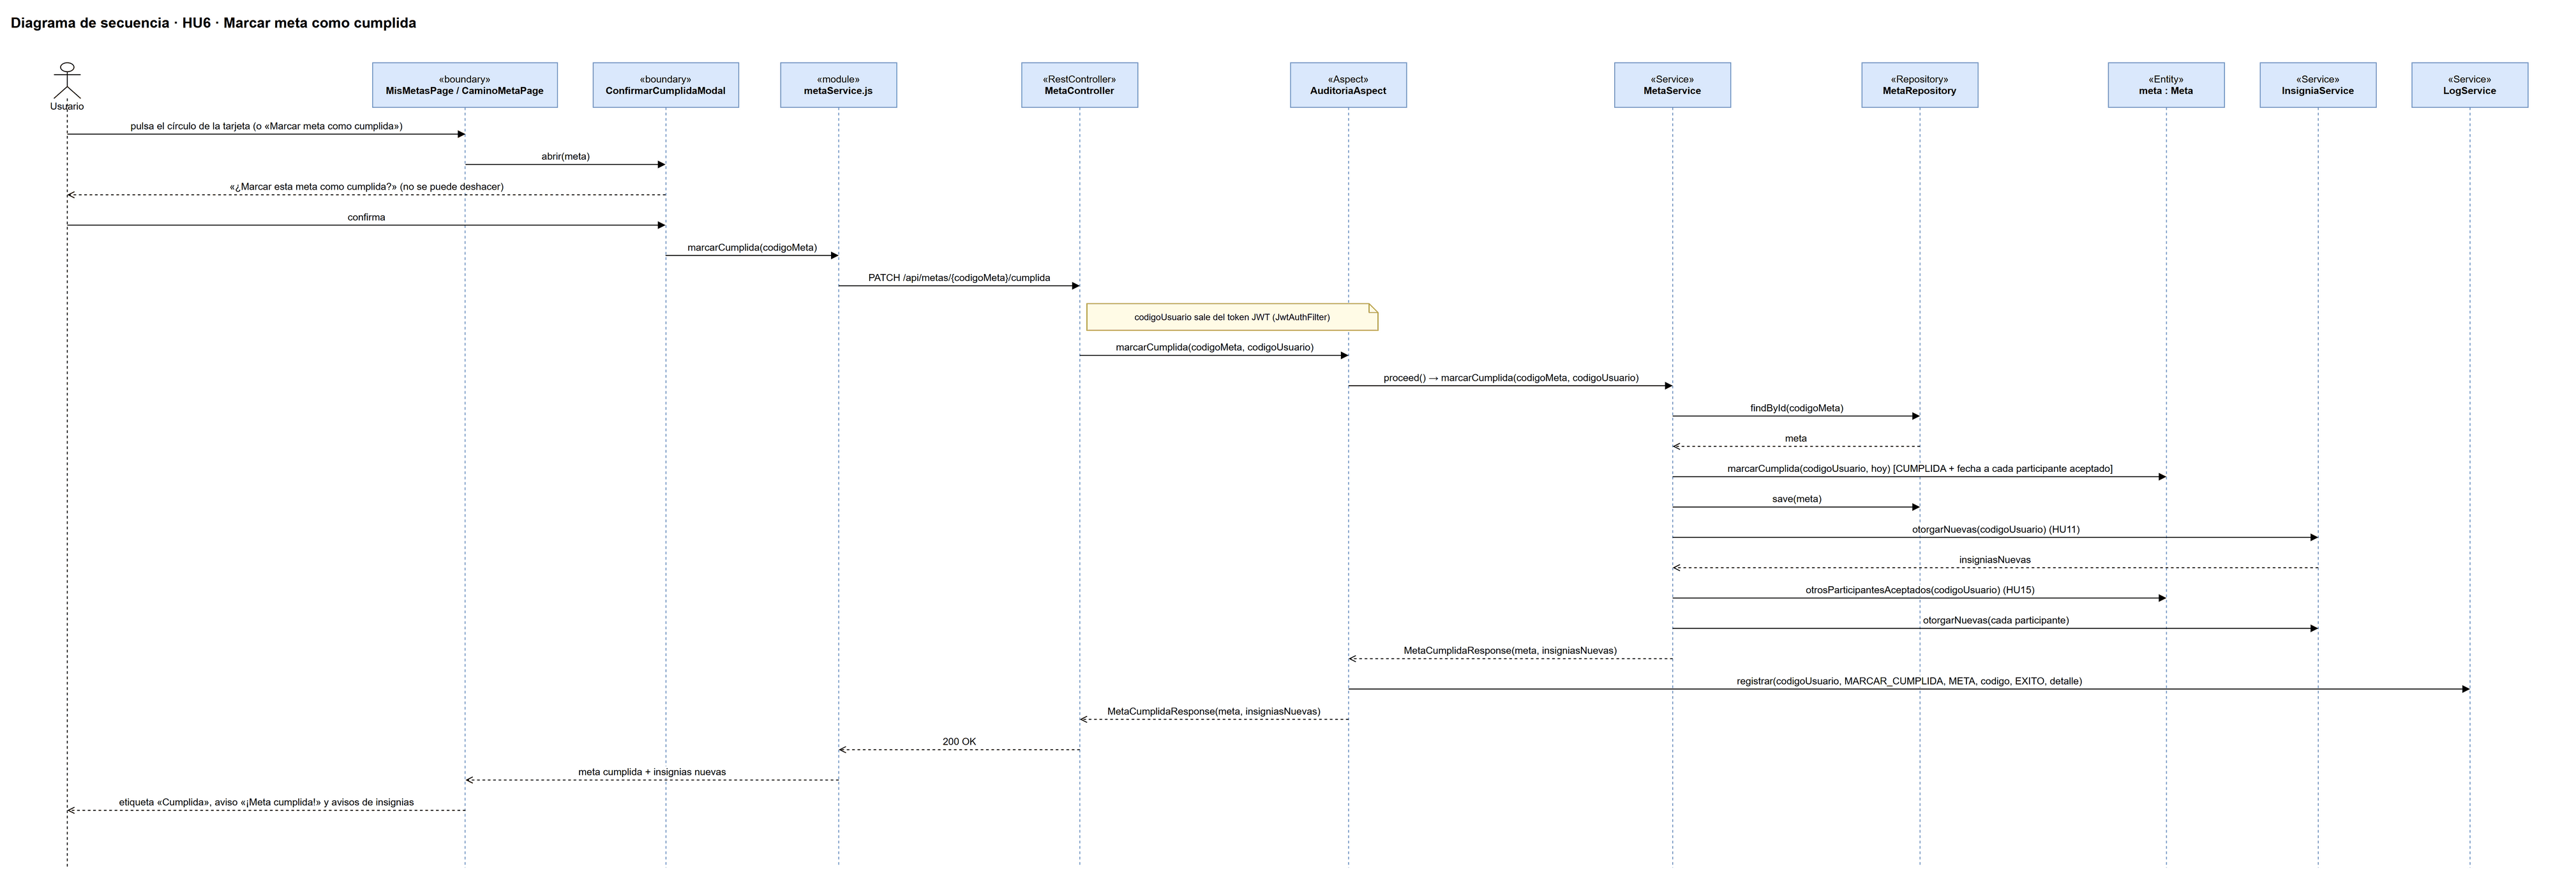 Diagrama de secuencia · HU6 · Marcar meta como cumplida
Usuario
«boundary»
MisMetasPage / CaminoMetaPage
«boundary»
ConfirmarCumplidaModal
«module»
metaService.js
«RestController»
MetaController
«Aspect»
AuditoriaAspect
«Service»
MetaService
«Repository»
MetaRepository
«Entity»
meta : Meta
«Service»
InsigniaService
«Service»
LogService
pulsa el círculo de la tarjeta (o «Marcar meta como cumplida»)
abrir(meta)
«¿Marcar esta meta como cumplida?» (no se puede deshacer)
confirma
marcarCumplida(codigoMeta)
PATCH /api/metas/{codigoMeta}/cumplida
codigoUsuario sale del token JWT (JwtAuthFilter)
marcarCumplida(codigoMeta, codigoUsuario)
proceed() → marcarCumplida(codigoMeta, codigoUsuario)
findById(codigoMeta)
meta
marcarCumplida(codigoUsuario, hoy) [CUMPLIDA + fecha a cada participante aceptado]
save(meta)
otorgarNuevas(codigoUsuario) (HU11)
insigniasNuevas
otrosParticipantesAceptados(codigoUsuario) (HU15)
otorgarNuevas(cada participante)
MetaCumplidaResponse(meta, insigniasNuevas)
registrar(codigoUsuario, MARCAR_CUMPLIDA, META, codigo, EXITO, detalle)
MetaCumplidaResponse(meta, insigniasNuevas)
200 OK
meta cumplida + insignias nuevas
etiqueta «Cumplida», aviso «¡Meta cumplida!» y avisos de insignias